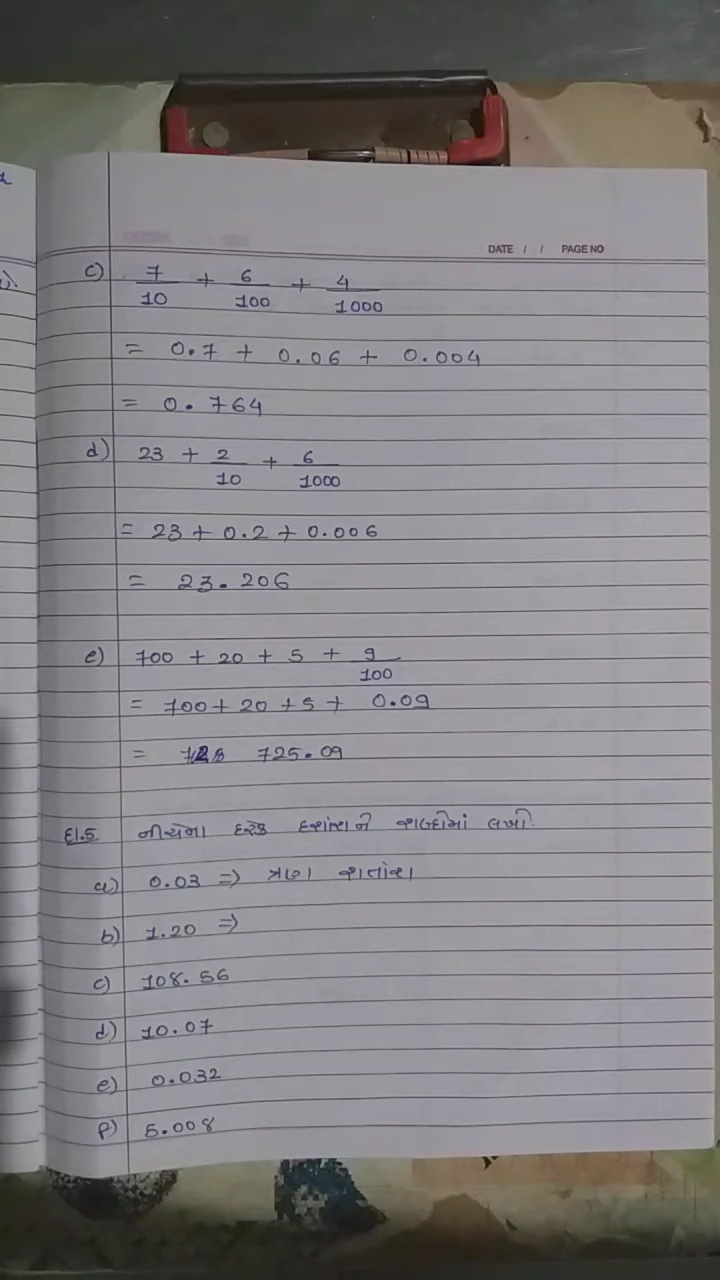 DATE / / PAGE NO
c) 7/10 + 6/100 + 4/1000
= 0.7 + 0.06 + 0.004
= 0.764
d) 23 + 2/10 + 6/1000
= 23 + 0.2 + 0.006
= 23.206
e) 700 + 20 + 5 + 9/100
= 700 + 20 + 5 + 0.09
= 725.09
દા.5 નીચેના દરેક દશાંશને શબ્દોમાં લખો.
a) 0.03 => ત્રણ શતાંશ
b) 1.20 =>
c) 108.56
d) 10.07
e) 0.032
f) 5.008